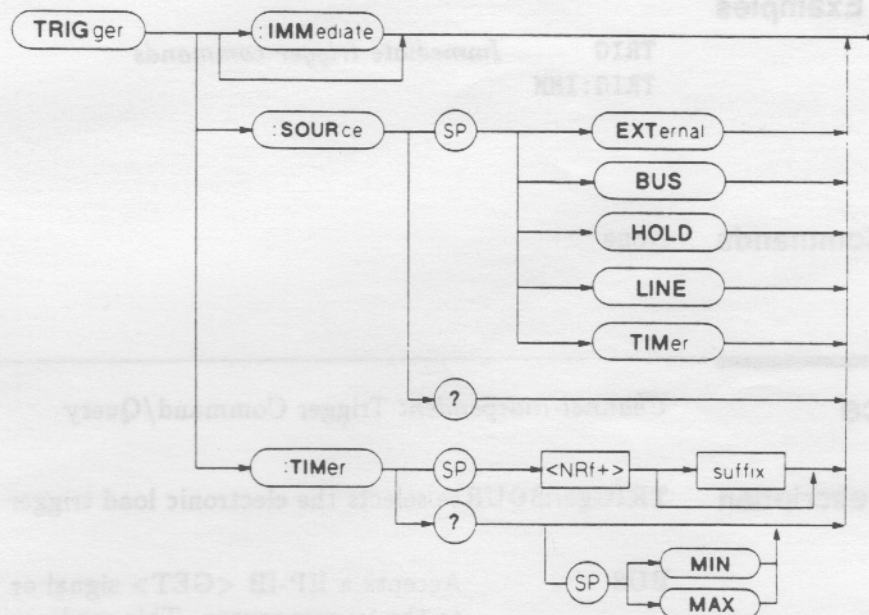 Examples
TRIGger
:IMMediate
TRIG Immediate trigger commands
TRIG:IMM
:SOURce
SP
EXTernal
BUS
HOLD
Commands
LINE
TIMer
?
Channel-Independent Trigger Command/Query
:TIMer
SP
<NRf+>
suffix
selects the electronic load trigger
?
SP
MIN
Accepts a HP-IB <GET> signal or
MAX